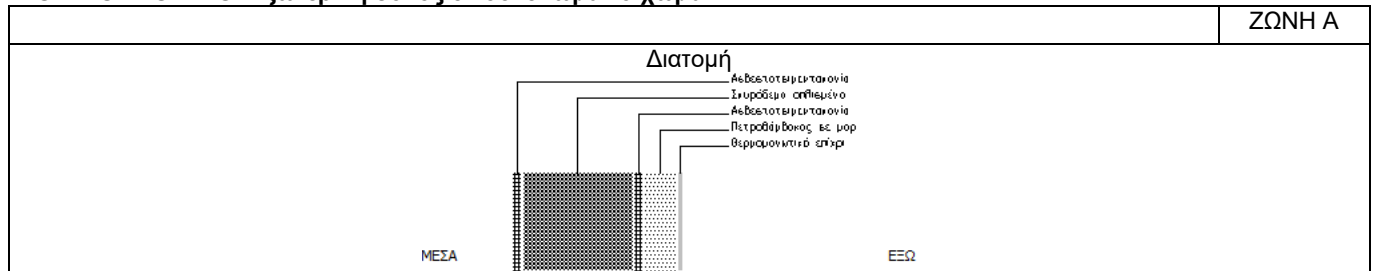 ΖΩΝΗ Α
Διατομή
Ασβεστοτσιμεντοκονία
Σκυρόδεμα οπλισμένο
Ασβεστοτσιμεντοκονία
Πετροβάμβακας σε μορ
Θερμομονωτικό επίχρι
ΜΕΣΑ
ΕΞΩ